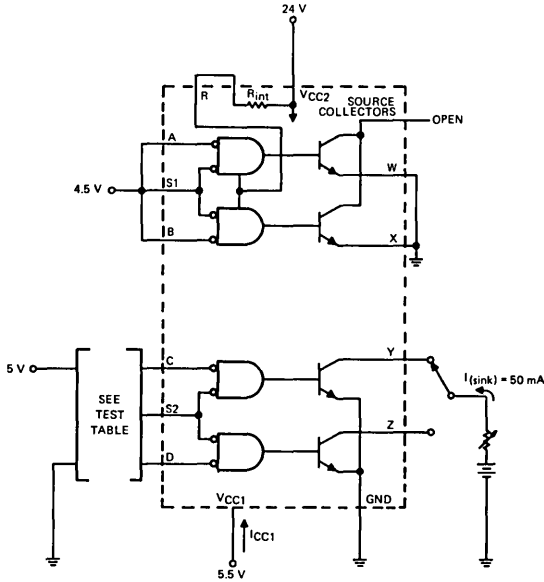 24 V
R
Rint
VCC2
SOURCE
COLLECTORS
OPEN
A
W
4.5 V
S1
B
X
C
Y
5 V
SEE
TEST
TABLE
S2
I(sink) = 50 mA
D
Z
VCC1
GND
ICC1
5.5 V